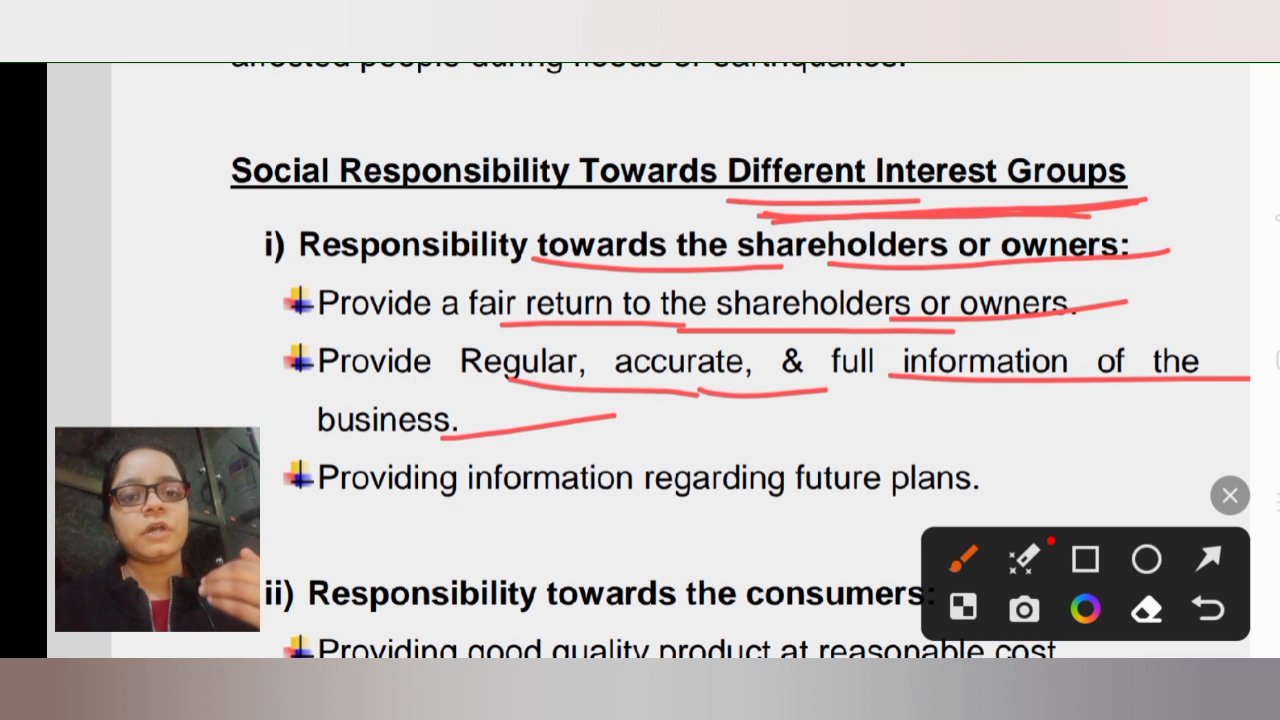 affected people during floods or earthquakes.
Social Responsibility Towards Different Interest Groups
i) Responsibility towards the shareholders or owners:
Provide a fair return to the shareholders or owners.
Provide Regular, accurate, & full information of the
business.
Providing information regarding future plans.
ii) Responsibility towards the consumers:
Providing good quality product at reasonable cost